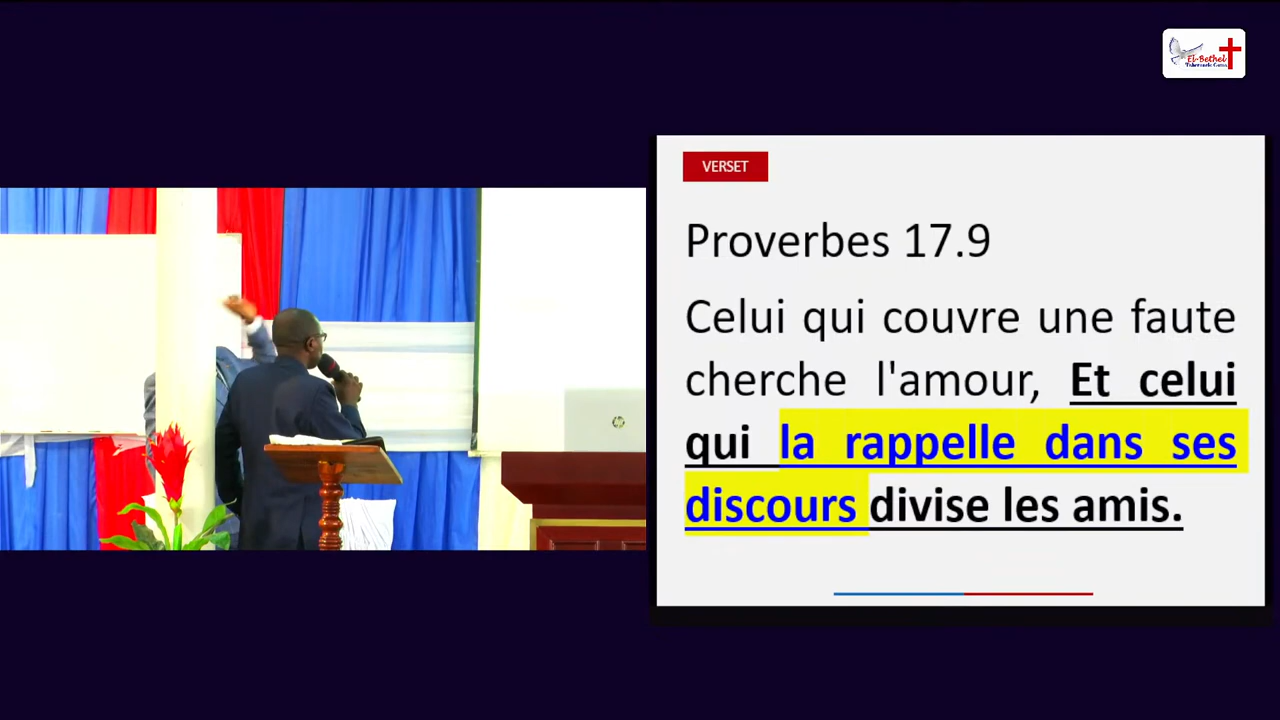 El-Bethel
VERSET
Proverbes 17.9
Celui qui couvre une faute
cherche l'amour, Et celui
qui la rappelle dans ses
discours divise les amis.